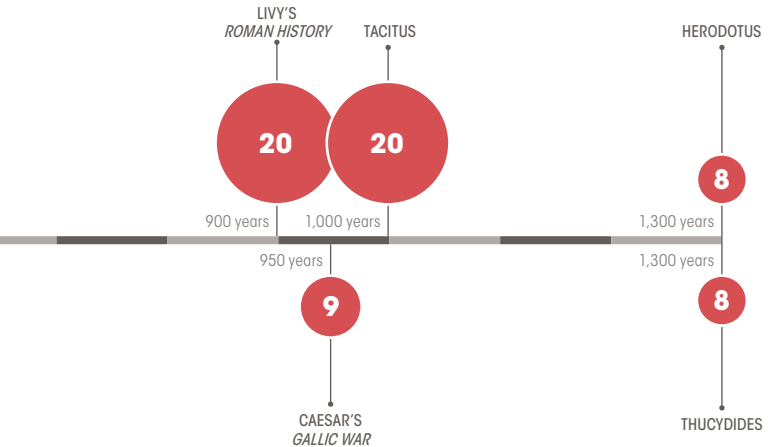 LIVY'S
ROMAN HISTORY
TACITUS
HERODOTUS
20
20
8
900 years
1,000 years
1,300 years
950 years
1,300 years
9
8
CAESAR'S
GALLIC WAR
THUCYDIDES